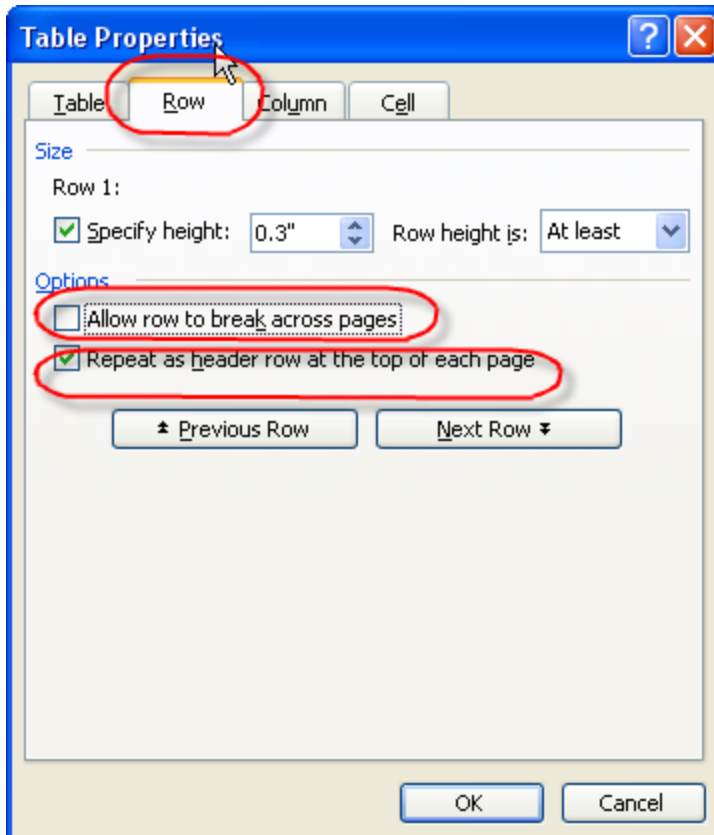 Table Properties
Table Row Column Cell
Size
Row 1:
Specify height: 0.3" Row height is: At least
Options
Allow row to break across pages
Repeat as header row at the top of each page
Previous Row Next Row
OK Cancel